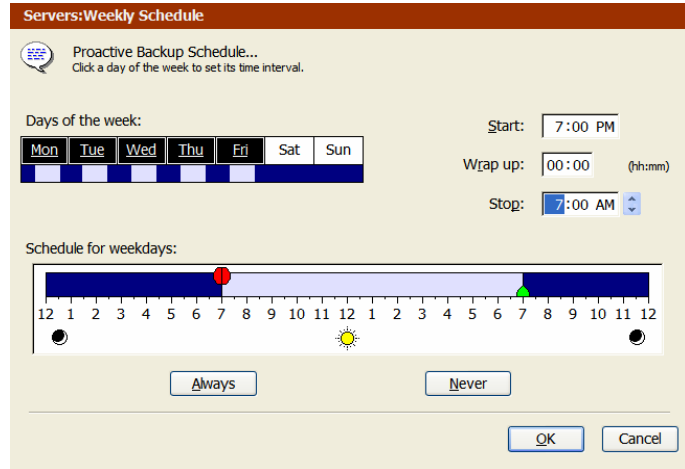 Servers:Weekly Schedule
Proactive Backup Schedule...
Click a day of the week to set its time interval.
Days of the week:
Mon Tue Wed Thu Fri Sat Sun
Start: 7:00 PM
Wrap up: 00:00 (hh:mm)
Stop: 7:00 AM
Schedule for weekdays:
12 1 2 3 4 5 6 7 8 9 10 11 12 1 2 3 4 5 6 7 8 9 10 11 12
Always Never
OK Cancel